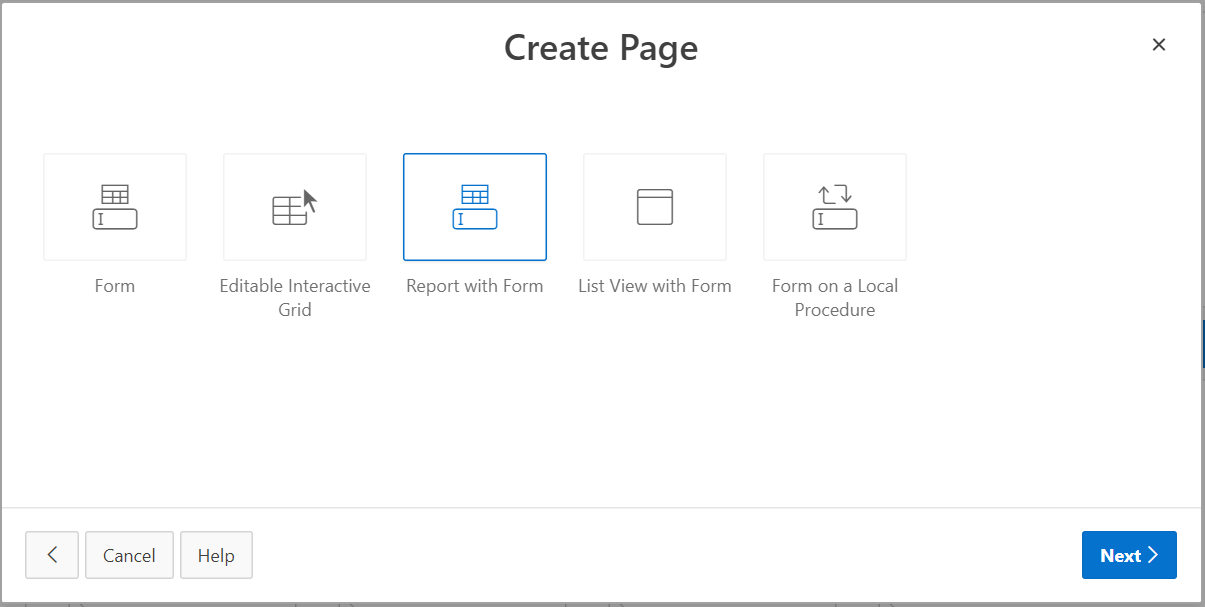 Create Page
Form
Editable Interactive
Grid
Report with Form
List View with Form
Form on a Local
Procedure
Cancel
Help
Next